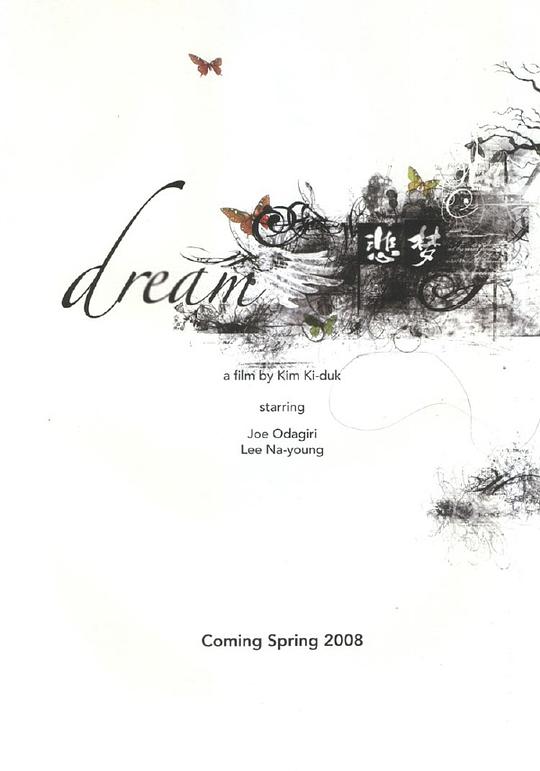 dream
悲梦
a film by Kim Ki-duk
starring
Joe Odagiri
Lee Na-young
Coming Spring 2008